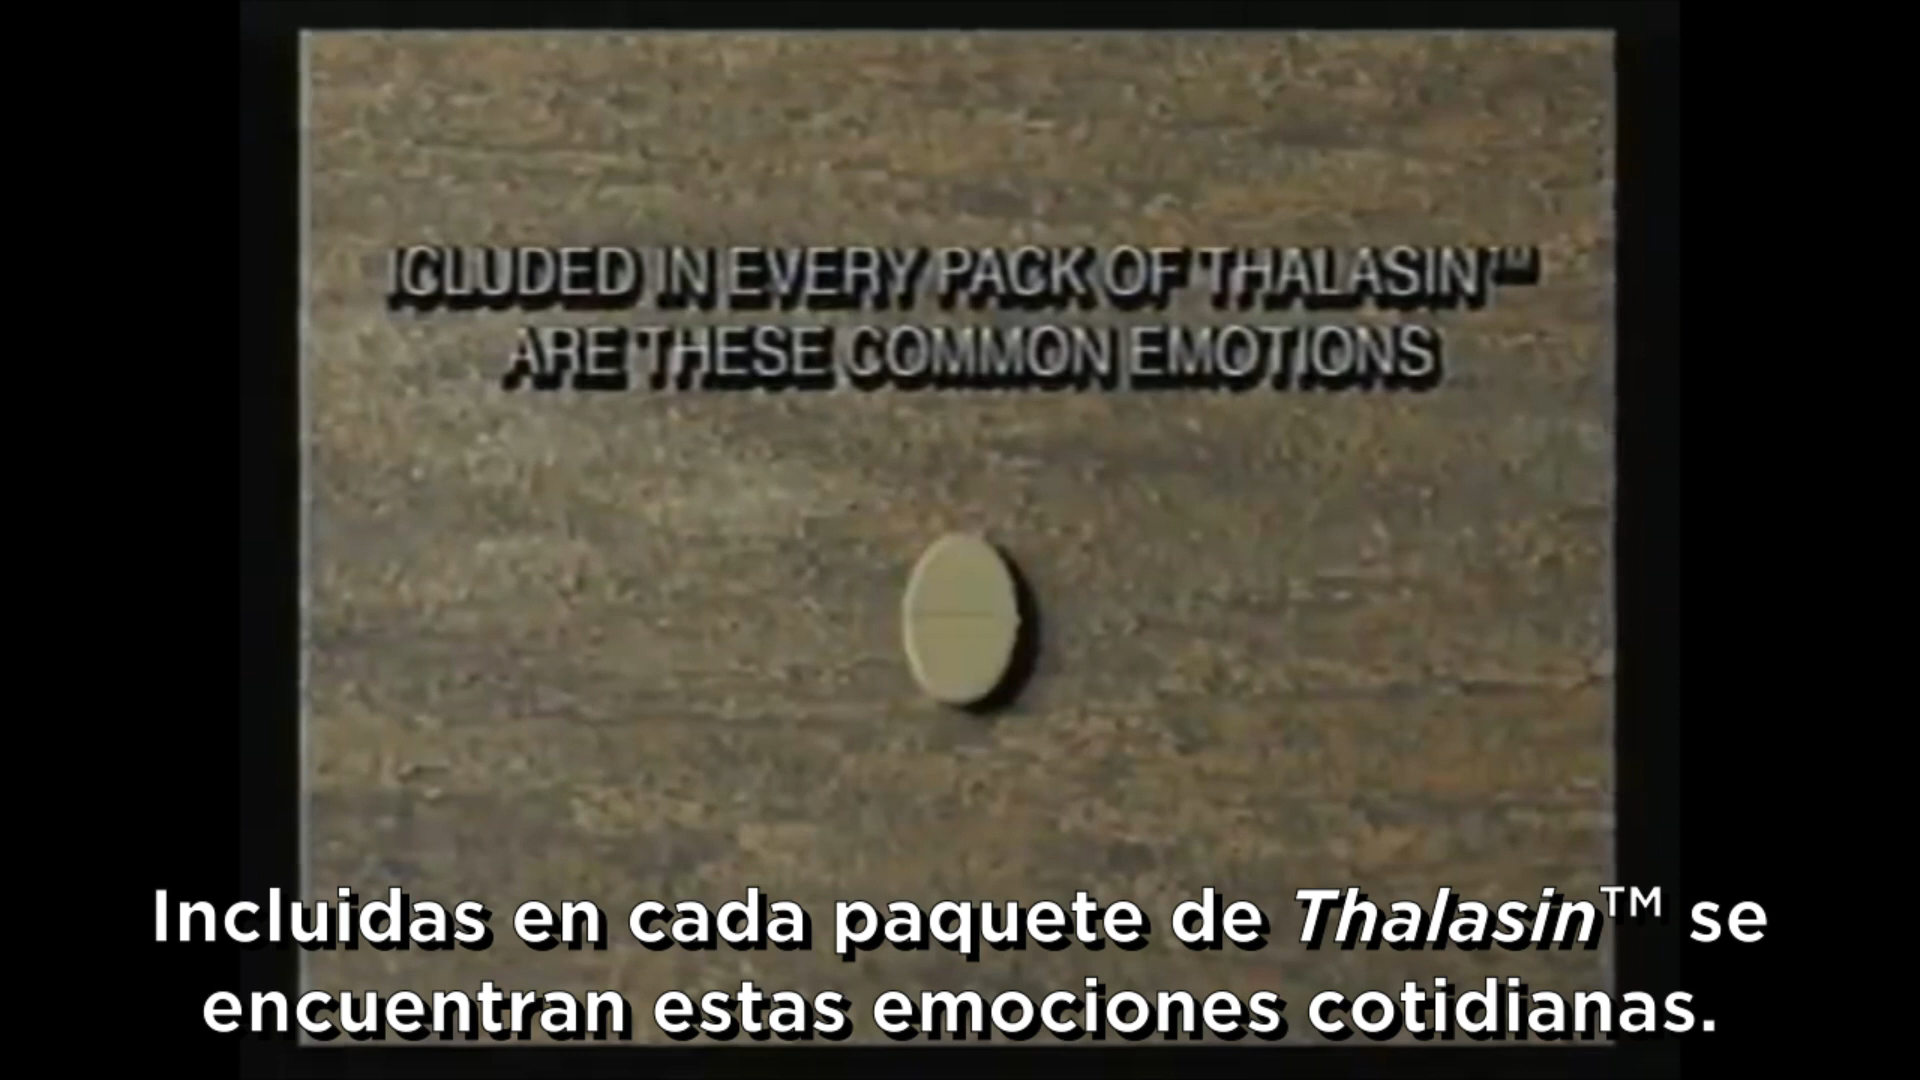 ICLUDED IN EVERY PACK OF THALASIN™
ARE THESE COMMON EMOTIONS
Incluidas en cada paquete de Thalasin™ se
encuentran estas emociones cotidianas.